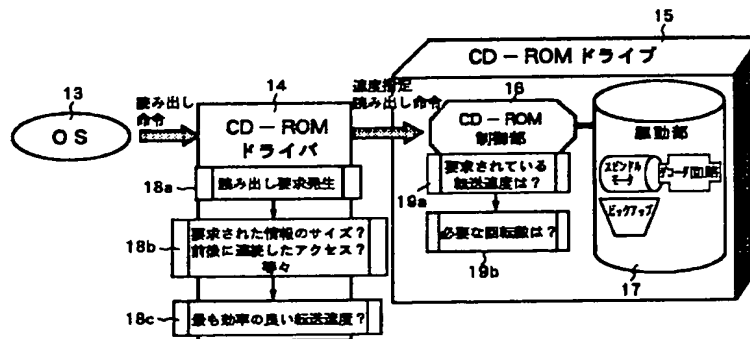 15
CD－ROM ドライブ
13
OS
読み出し
命令
14
CD－ROM
ドライバ
速度指定
読み出し命令
16
CD－ROM
制御部
駆動部
スピンドル
モータ
デコーダ回路
ピックアップ
17
18a
読み出し要求発生
18b
要求された情報のサイズ？
前後に連続したアクセス？
等々
18c
最も効率の良い転送速度？
19a
要求されている
転送速度は？
必要な回転数は？
19b